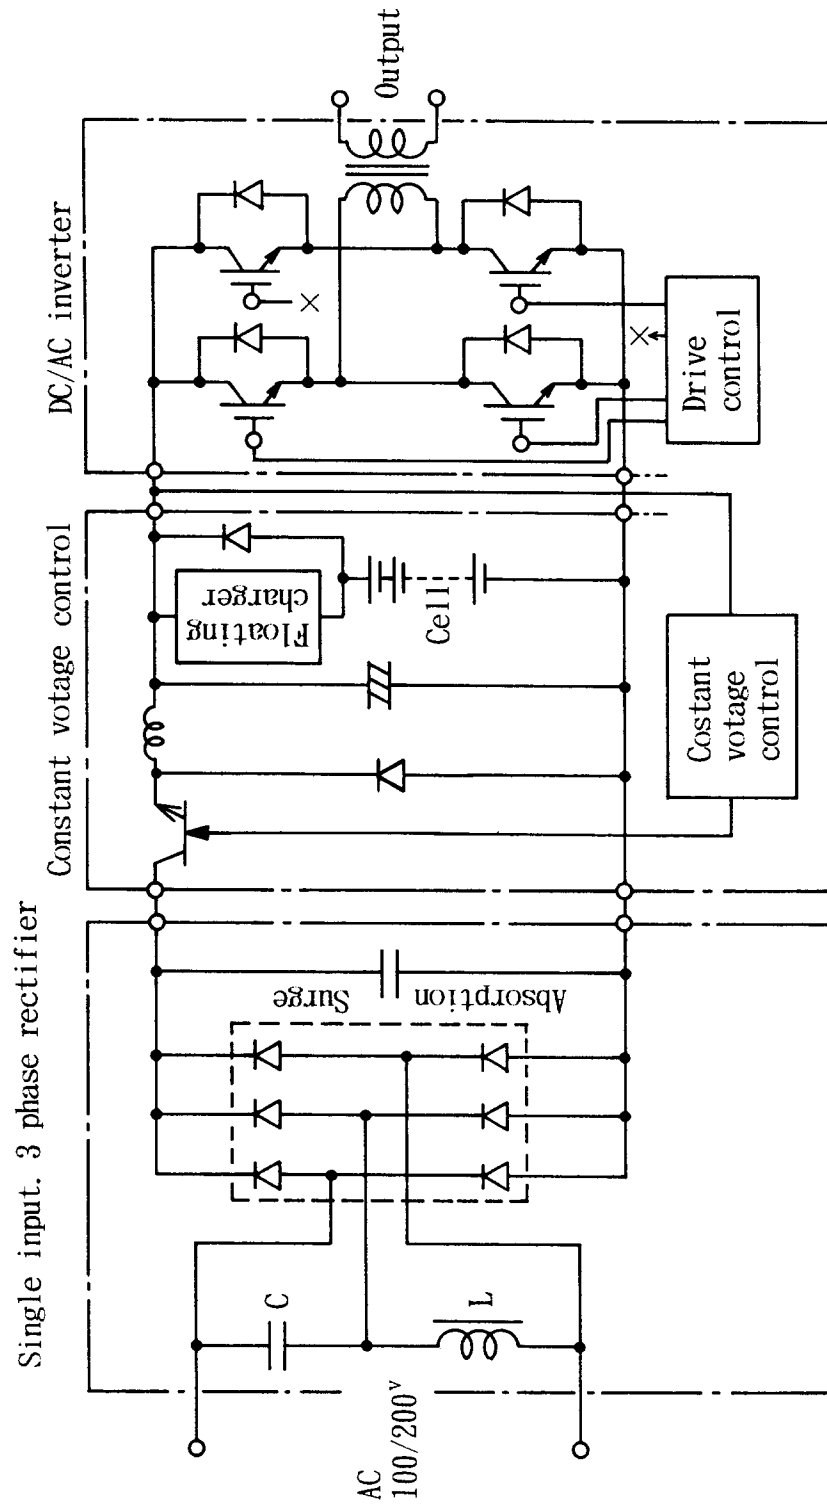 Single input. 3 phase rectifier
Constant votage control
DC/AC inverter
AC
100/200v
C
L
Surge
Absorption
Floating
charger
Cell
Costant
votage
control
Drive
control
×
×
Output